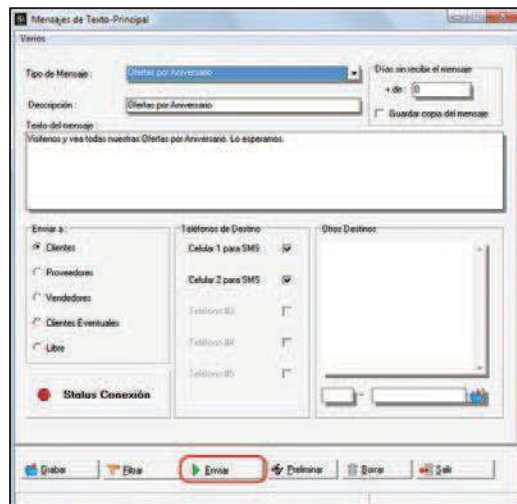 Mensajes de Texto-Principal
Varios
Tipo de Mensaje :
Ofertas por Aniversario
Días sin recibir el mensaje
+ de : 0
Descripción :
Ofertas por Aniversario
Guardar copia del mensaje
Texto del mensaje
Visítenos y vea todas nuestras Ofertas por Aniversario. Lo esperamos.
Enviar a :
Teléfonos de Destino
Otros Destinos
Clientes
Celular 1 para SMS
Proveedores
Celular 2 para SMS
Vendedores
Teléfono #3
Clientes Eventuales
Teléfono #4
Libre
Teléfono #5
Status Conexión
-
Grabar
Filtrar
Enviar
Preliminar
Borrar
Salir